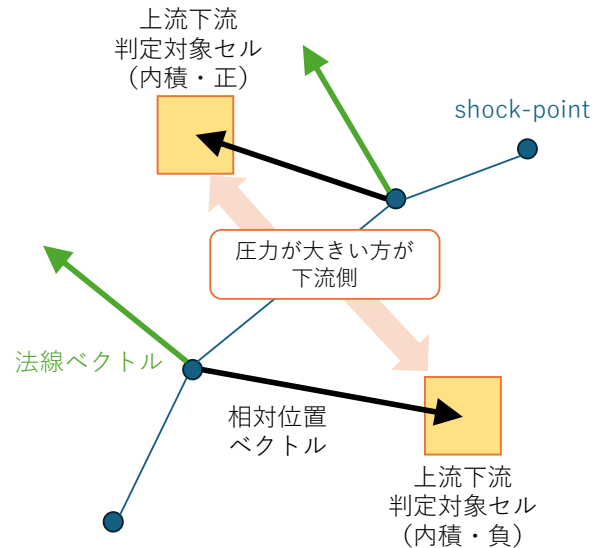 上流下流
判定対象セル
（内積・正）
shock-point
圧力が大きい方が
下流側
法線ベクトル
相対位置
ベクトル
上流下流
判定対象セル
（内積・負）